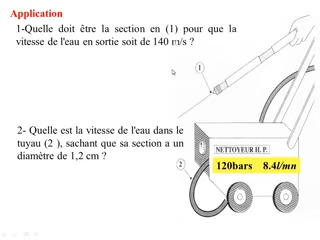 Application
1-Quelle doit être la section en (1) pour que la
vitesse de l'eau en sortie soit de 140 m/s ?
1
2- Quelle est la vitesse de l'eau dans le
tuyau (2 ), sachant que sa section a un
diamètre de 1,2 cm ?
NETTOYEUR H. P.
2
120bars 8.4l/mn